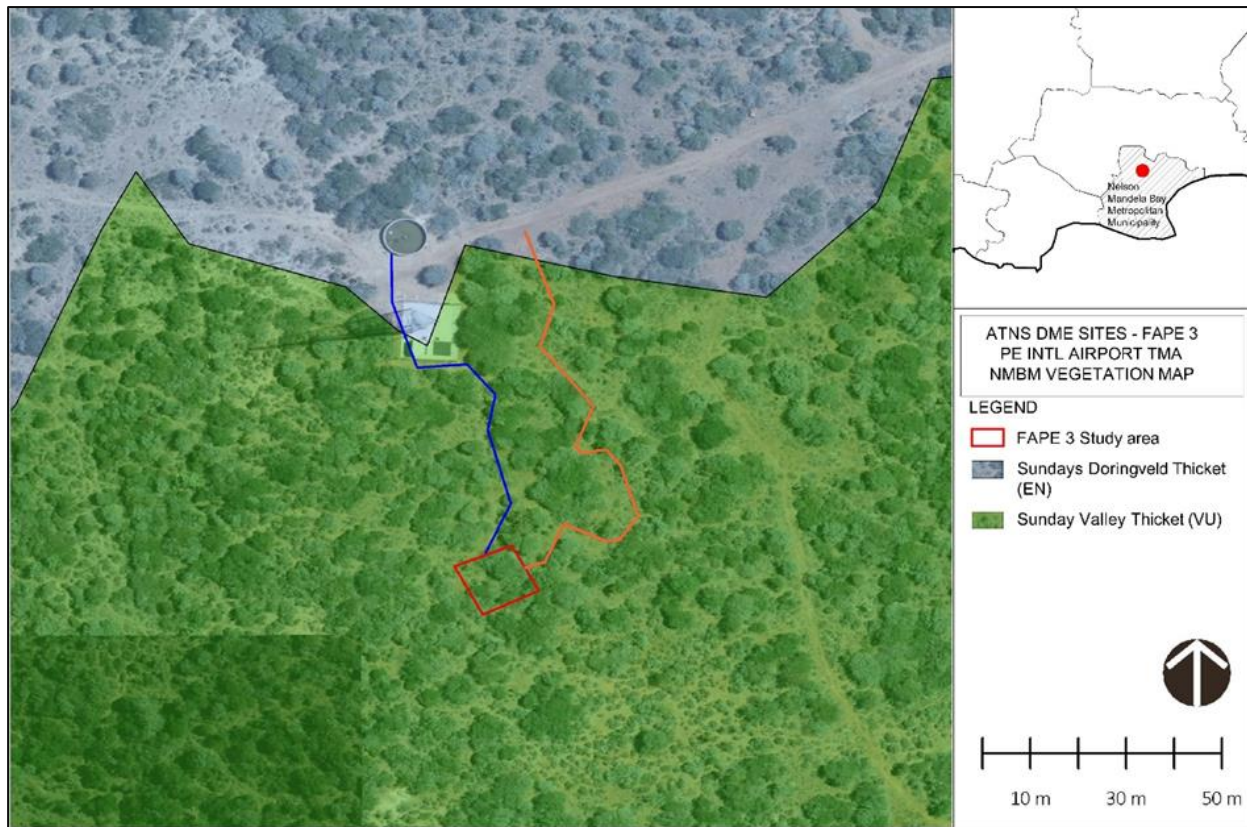 Nelson
Mandela Bay
Metropolitan
Municipality
ATNS DME SITES - FAPE 3
PE INTL AIRPORT TMA
NMBM VEGETATION MAP
LEGEND
FAPE 3 Study area
Sundays Doringveld Thicket
(EN)
Sunday Valley Thicket (VU)
10 m 30 m 50 m